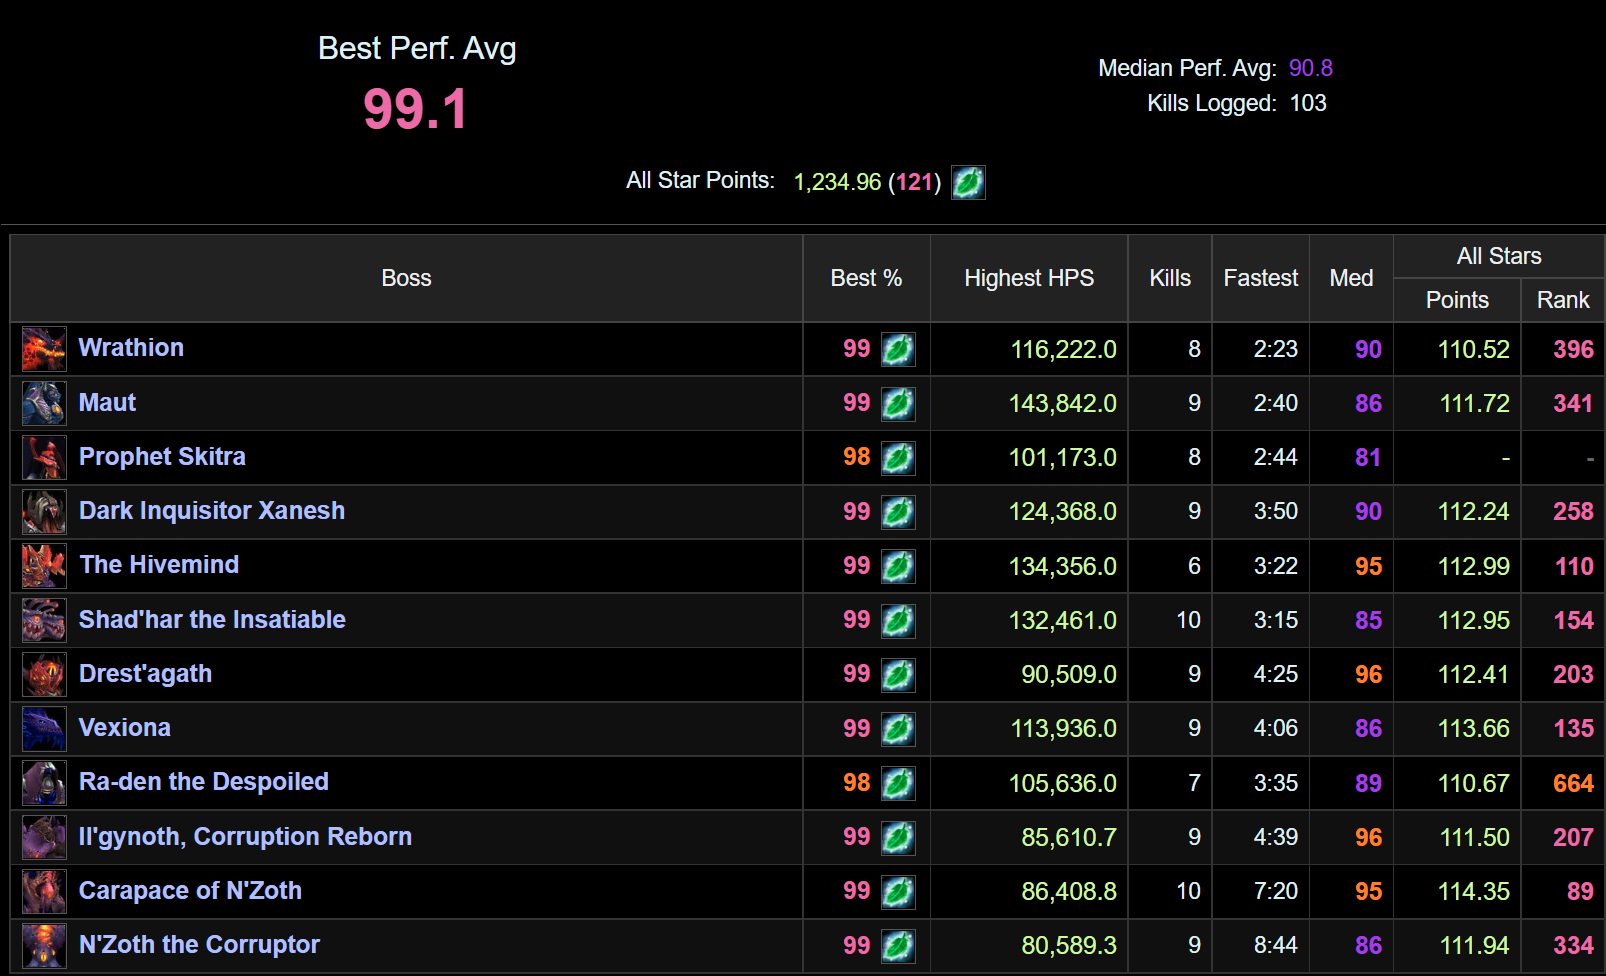 Best Perf. Avg
99.1
Median Perf. Avg: 90.8
Kills Logged: 103
All Star Points: 1,234.96 (121)
Boss Best % Highest HPS Kills Fastest Med All Stars
Points Rank
Wrathion 99 116,222.0 8 2:23 90 110.52 396
Maut 99 143,842.0 9 2:40 86 111.72 341
Prophet Skitra 98 101,173.0 8 2:44 81 - -
Dark Inquisitor Xanesh 99 124,368.0 9 3:50 90 112.24 258
The Hivemind 99 134,356.0 6 3:22 95 112.99 110
Shad'har the Insatiable 99 132,461.0 10 3:15 85 112.95 154
Drest'agath 99 90,509.0 9 4:25 96 112.41 203
Vexiona 99 113,936.0 9 4:06 86 113.66 135
Ra-den the Despoiled 98 105,636.0 7 3:35 89 110.67 664
Il'gynoth, Corruption Reborn 99 85,610.7 9 4:39 96 111.50 207
Carapace of N'Zoth 99 86,408.8 10 7:20 95 114.35 89
N'Zoth the Corruptor 99 80,589.3 9 8:44 86 111.94 334